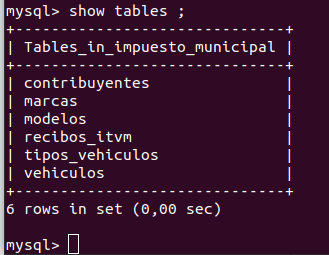 mysql> show tables ;
+------------------------------+
| Tables_in_impuesto_municipal |
+------------------------------+
| contribuyentes               |
| marcas                       |
| modelos                      |
| recibos_itvm                 |
| tipos_vehiculos              |
| vehiculos                    |
+------------------------------+
6 rows in set (0,00 sec)
mysql>